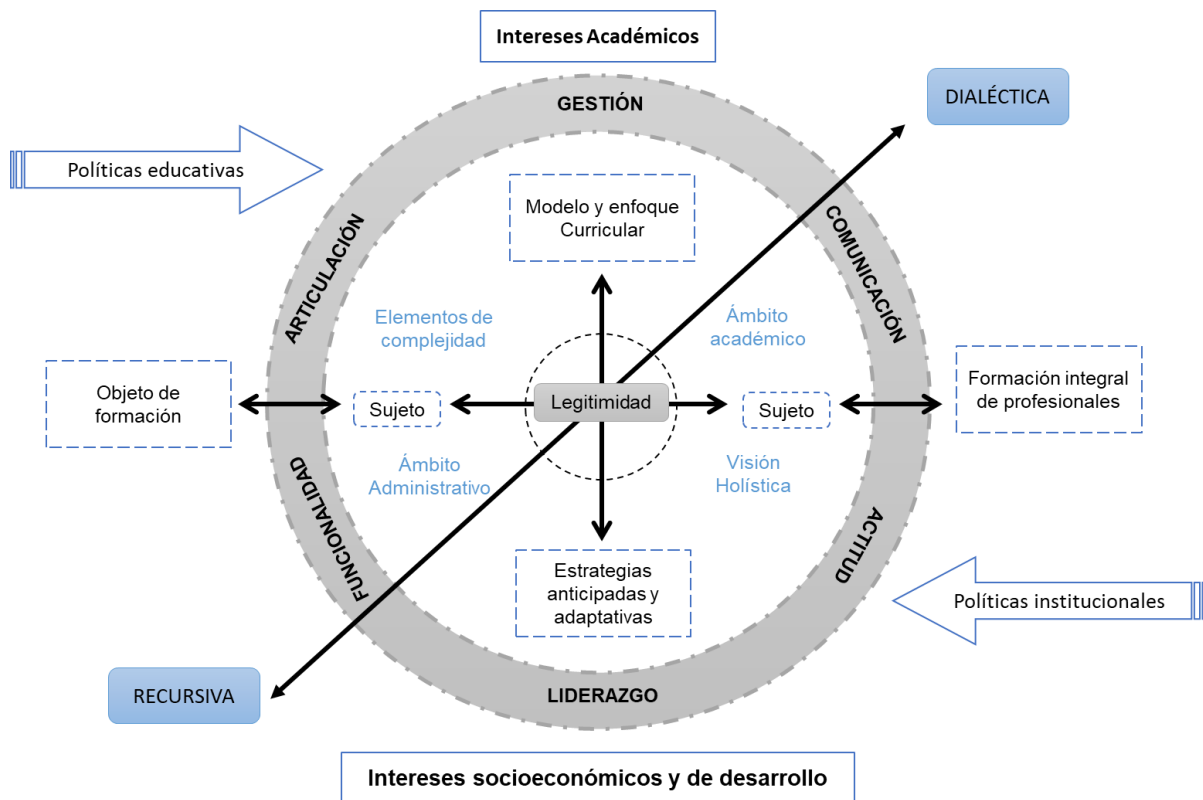 Intereses Académicos
GESTIÓN
DIALÉCTICA
Políticas educativas
Modelo y enfoque
Curricular
ARTICULACIÓN
COMUNICACIÓN
Elementos de
complejidad
Ámbito
académico
Objeto de
formación
Sujeto
Legitimidad
Sujeto
Formación integral
de profesionales
Ámbito
Administrativo
Visión
Holística
FUNCIONALIDAD
ACTITUD
Estrategias
anticipadas y
adaptativas
Políticas institucionales
RECURSIVA
LIDERAZGO
Intereses socioeconómicos y de desarrollo